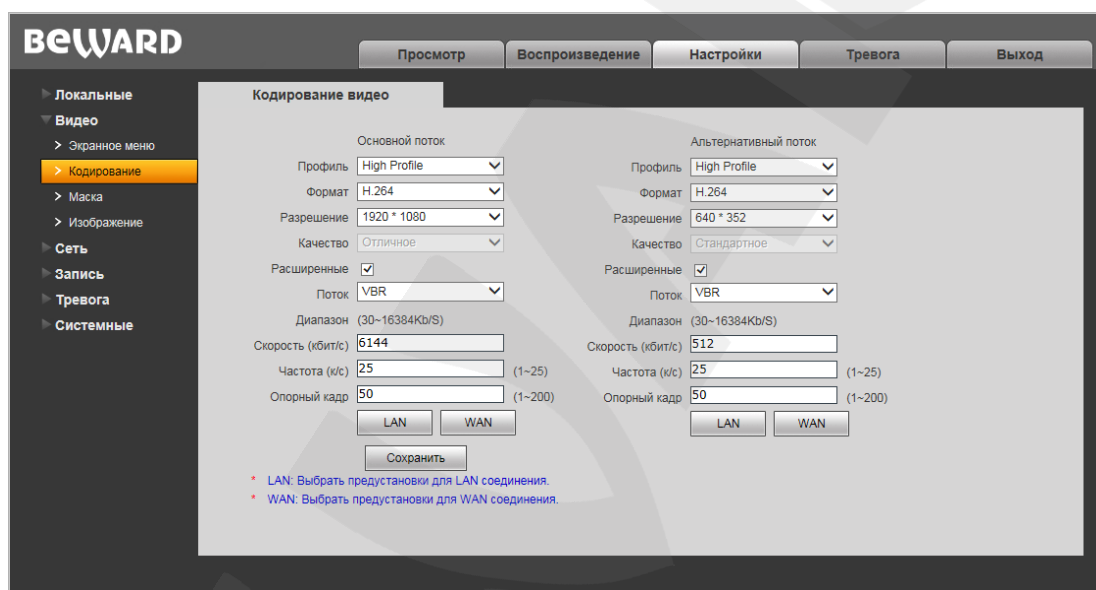 BEWARD
Просмотр Воспроизведение Настройки Тревога Выход
Локальные
Видео
> Экранное меню
> Кодирование
> Маска
> Изображение
Сеть
Запись
Тревога
Системные
Кодирование видео
Основной поток Альтернативный поток
Профиль High Profile Профиль High Profile
Формат H.264 Формат H.264
Разрешение 1920 * 1080 Разрешение 640 * 352
Качество Отличное Качество Стандартное
Расширенные Расширенные
Поток VBR Поток VBR
Диапазон (30~16384Kb/S) Диапазон (30~16384Kb/S)
Скорость (кбит/с) 6144 Скорость (кбит/с) 512
Частота (к/с) 25 (1~25) Частота (к/с) 25 (1~25)
Опорный кадр 50 (1~200) Опорный кадр 50 (1~200)
LAN WAN LAN WAN
Сохранить
* LAN: Выбрать предустановки для LAN соединения.
* WAN: Выбрать предустановки для WAN соединения.